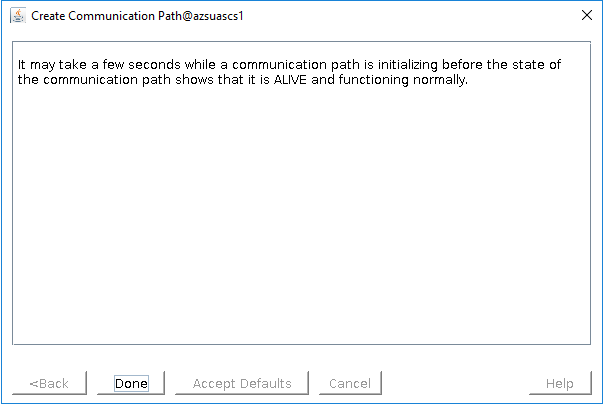 Create Communication Path@azsuascs1
It may take a few seconds while a communication path is initializing before the state of
the communication path shows that it is ALIVE and functioning normally.
<Back
Done
Accept Defaults
Cancel
Help